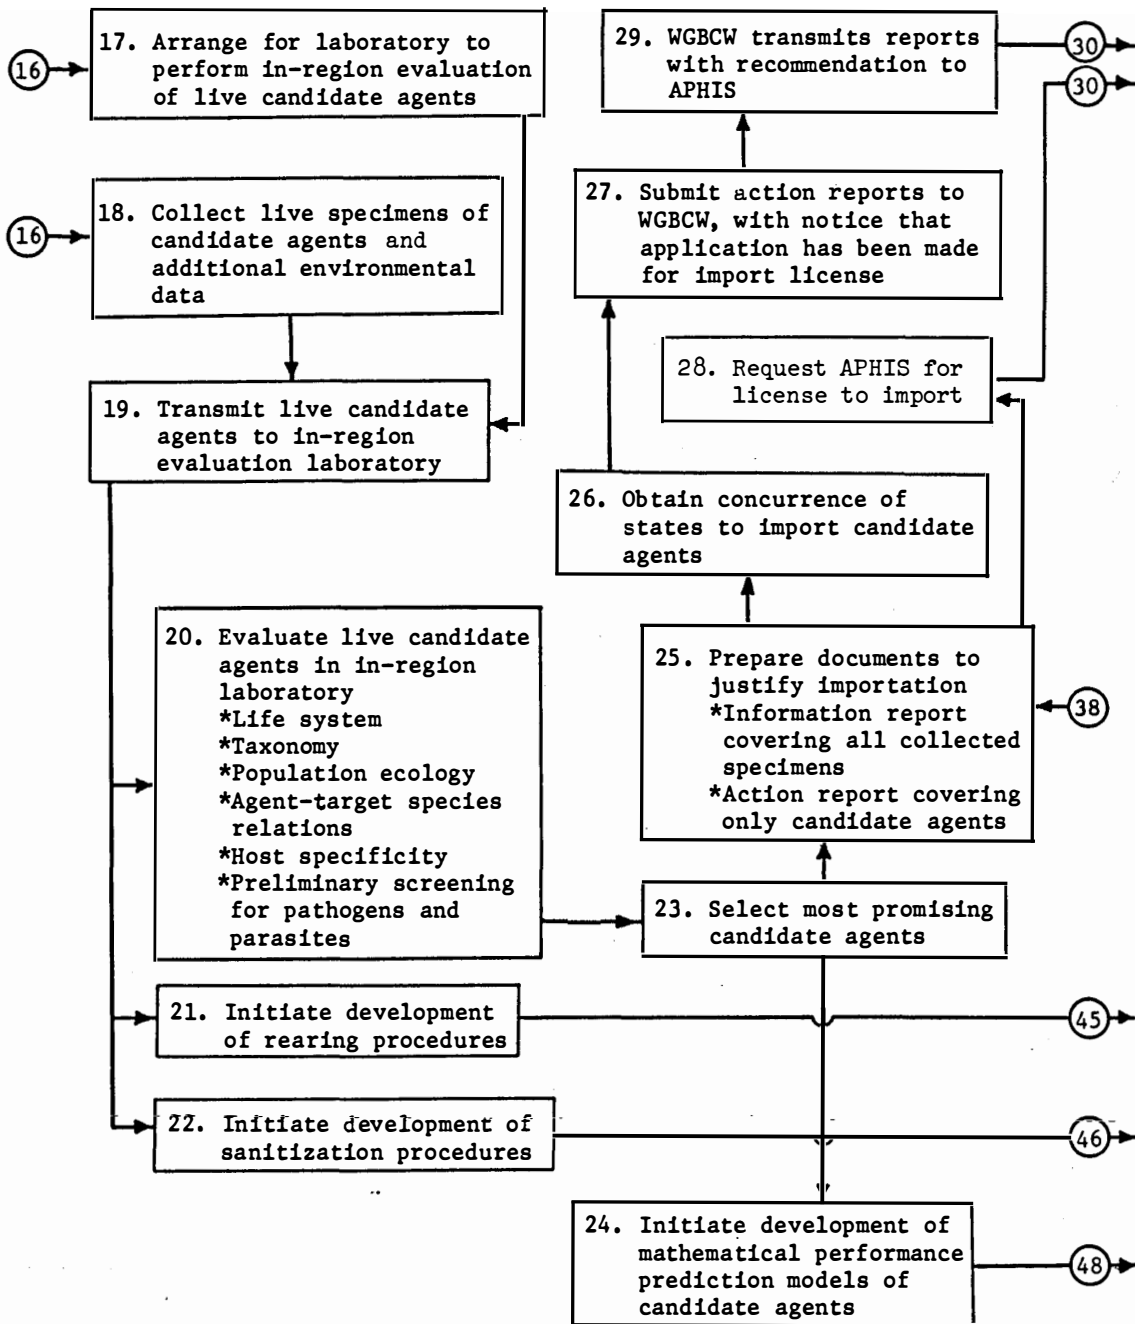 16
17. Arrange for laboratory to
perform in-region evaluation
of live candidate agents
16
18. Collect live specimens of
candidate agents and
additional environmental
data
19. Transmit live candidate
agents to in-region
evaluation laboratory
20. Evaluate live candidate
agents in in-region
laboratory
*Life system
*Taxonomy
*Population ecology
*Agent-target species
relations
*Host specificity
*Preliminary screening
for pathogens and
parasites
21. Initiate development
of rearing procedures
45
22. Initiate development of
sanitization procedures
46
29. WGBCW transmits reports
with recommendation to
APHIS
30
30
27. Submit action reports to
WGBCW, with notice that
application has been made
for import license
28. Request APHIS for
license to import
26. Obtain concurrence of
states to import candidate
agents
25. Prepare documents to
justify importation
*Information report
covering all collected
specimens
*Action report covering
only candidate agents
38
23. Select most promising
candidate agents
24. Initiate development of
mathematical performance
prediction models of
candidate agents
48